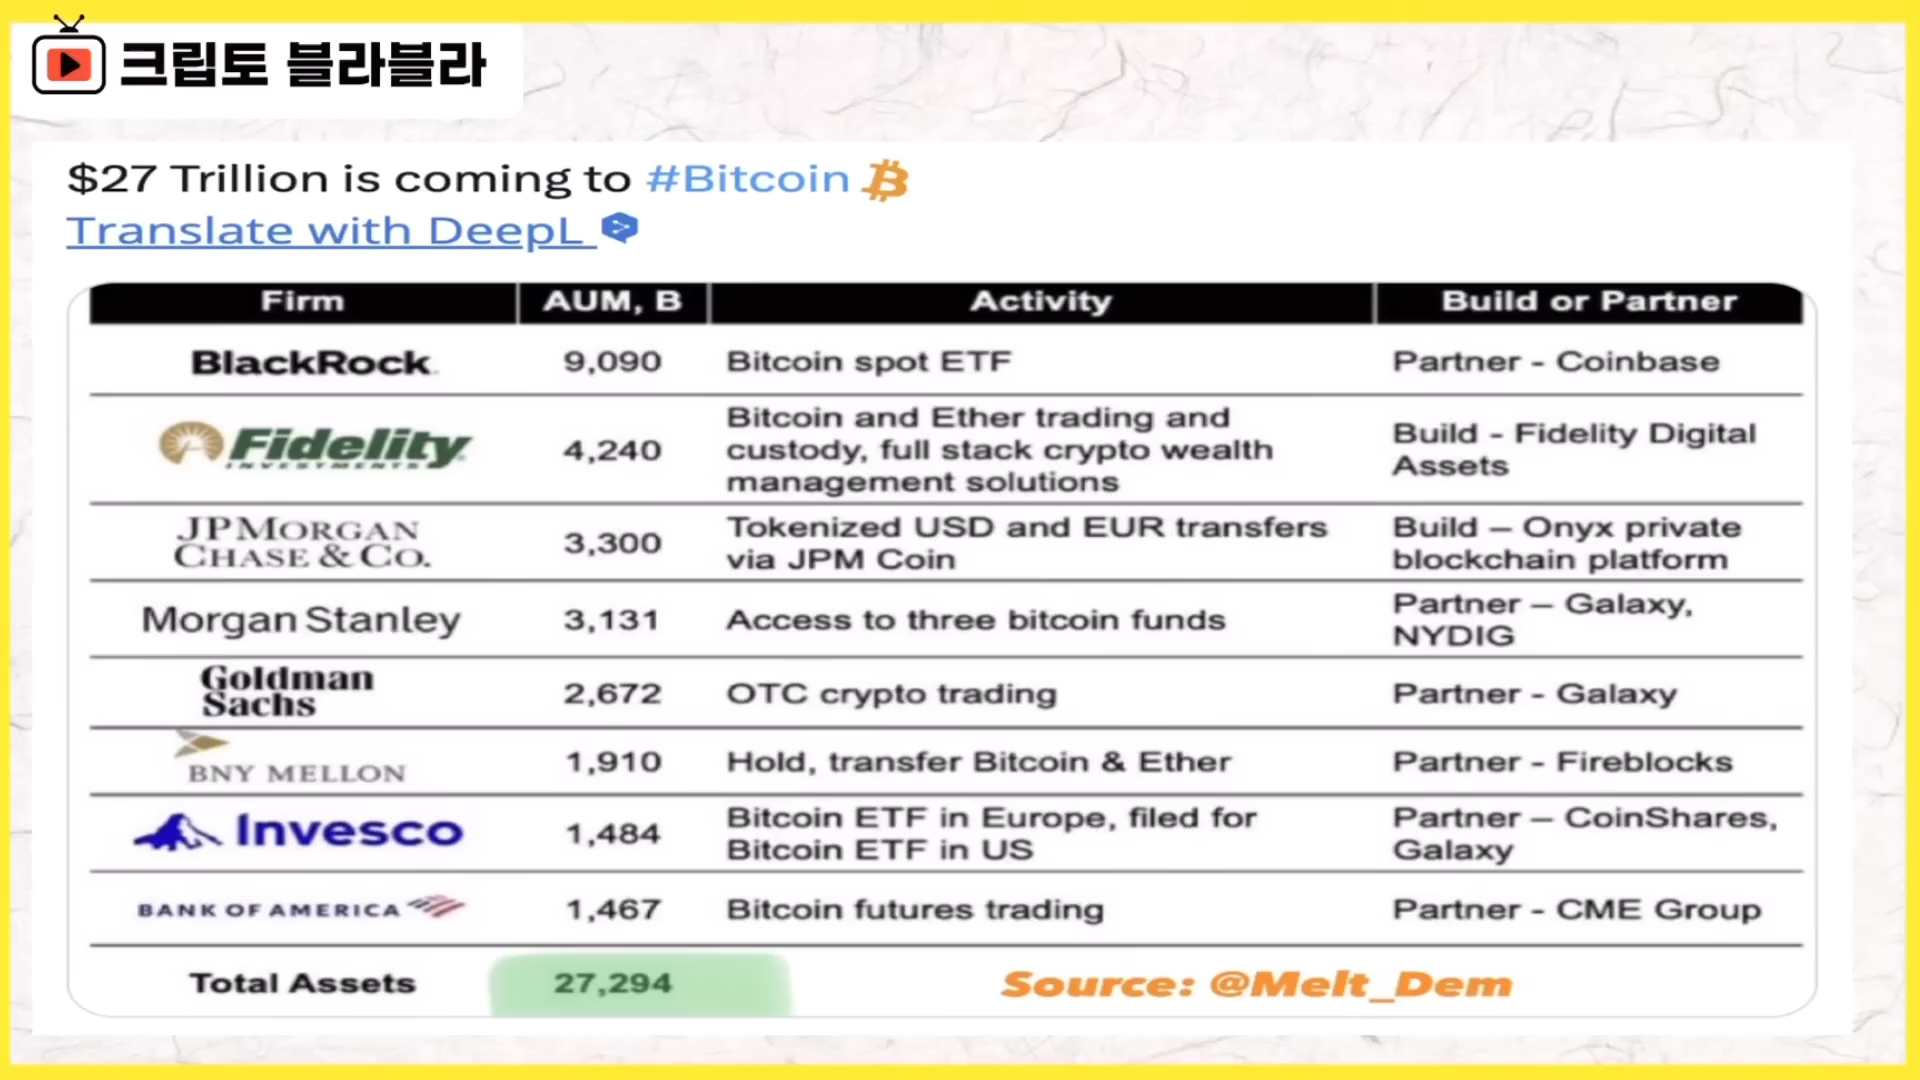 크립토 블라블라
$27 Trillion is coming to #Bitcoin
Translate with DeepL
Firm AUM, B Activity Build or Partner
BlackRock. 9,090 Bitcoin spot ETF Partner - Coinbase
Fidelity INVESTMENTS 4,240 Bitcoin and Ether trading and
custody, full stack crypto wealth
management solutions
Build - Fidelity Digital
Assets
JPMORGAN
CHASE & CO.
3,300
Tokenized USD and EUR transfers
via JPM Coin
Build – Onyx private
blockchain platform
Morgan Stanley 3,131 Access to three bitcoin funds
Partner – Galaxy,
NYDIG
Goldman
Sachs
2,672 OTC crypto trading Partner - Galaxy
BNY MELLON 1,910 Hold, transfer Bitcoin & Ether Partner - Fireblocks
Invesco 1,484
Bitcoin ETF in Europe, filed for
Bitcoin ETF in US
Partner – CoinShares,
Galaxy
BANK OF AMERICA 1,467 Bitcoin futures trading Partner - CME Group
Total Assets 27,294 Source: @Melt_Dem